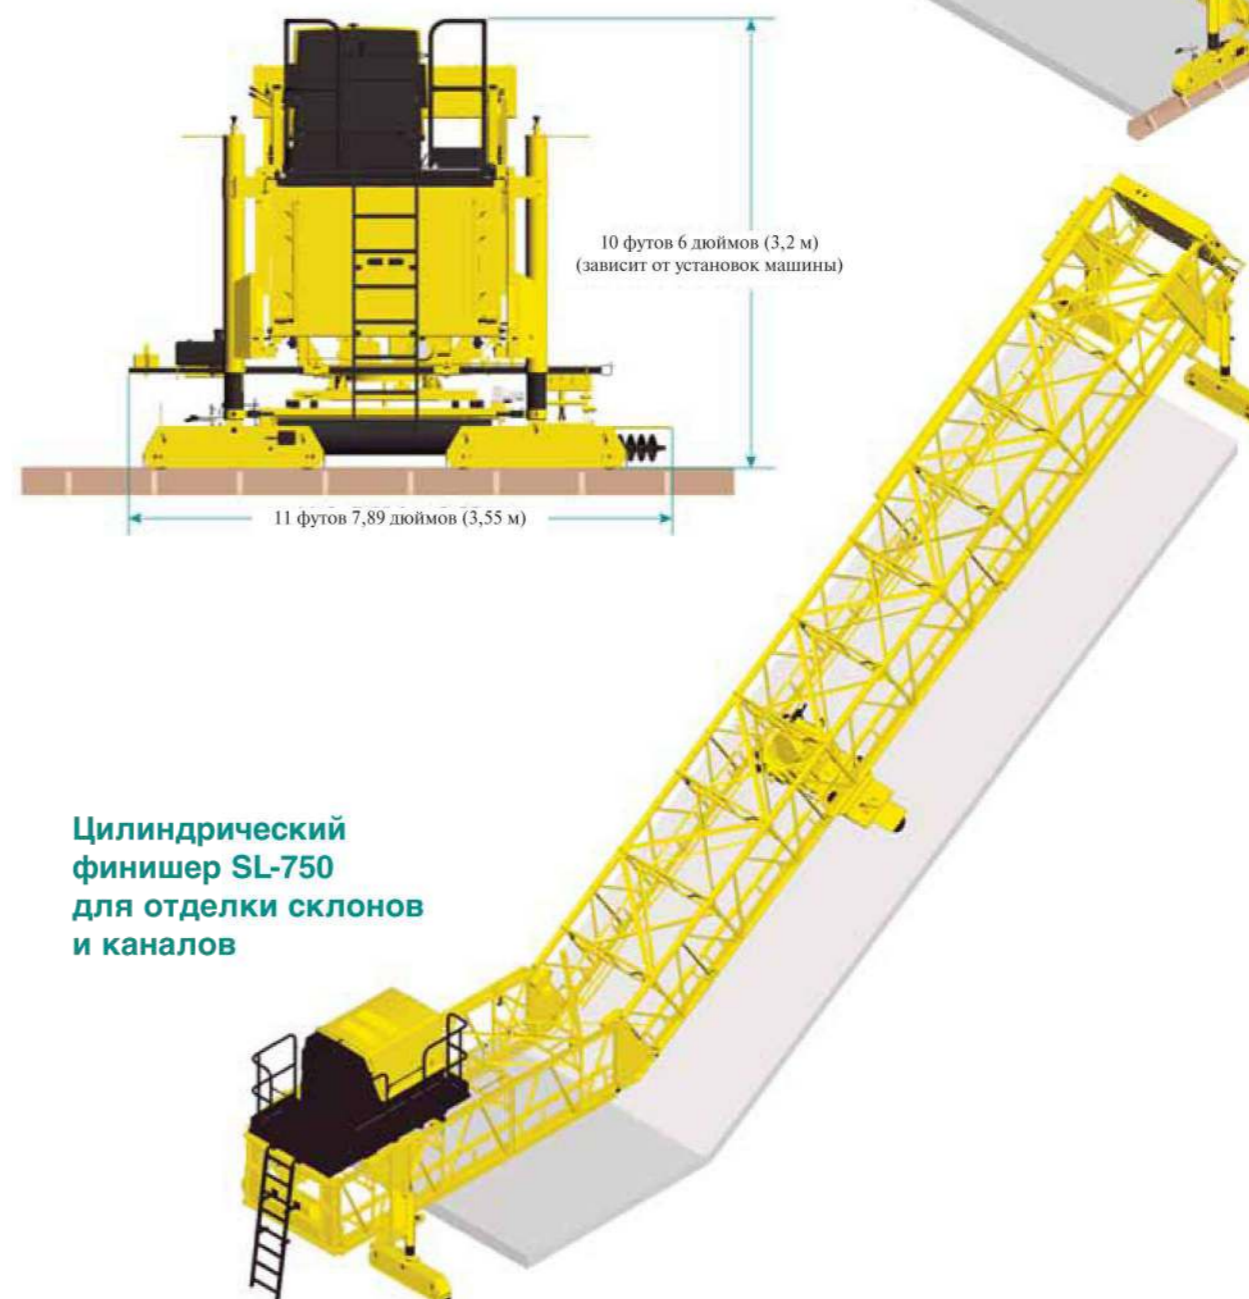 10 футов 6 дюймов (3,2 м)
(зависит от установок машины)
11 футов 7,89 дюймов (3,55 м)
Цилиндрический
финишер SL-750
для отделки склонов
и каналов